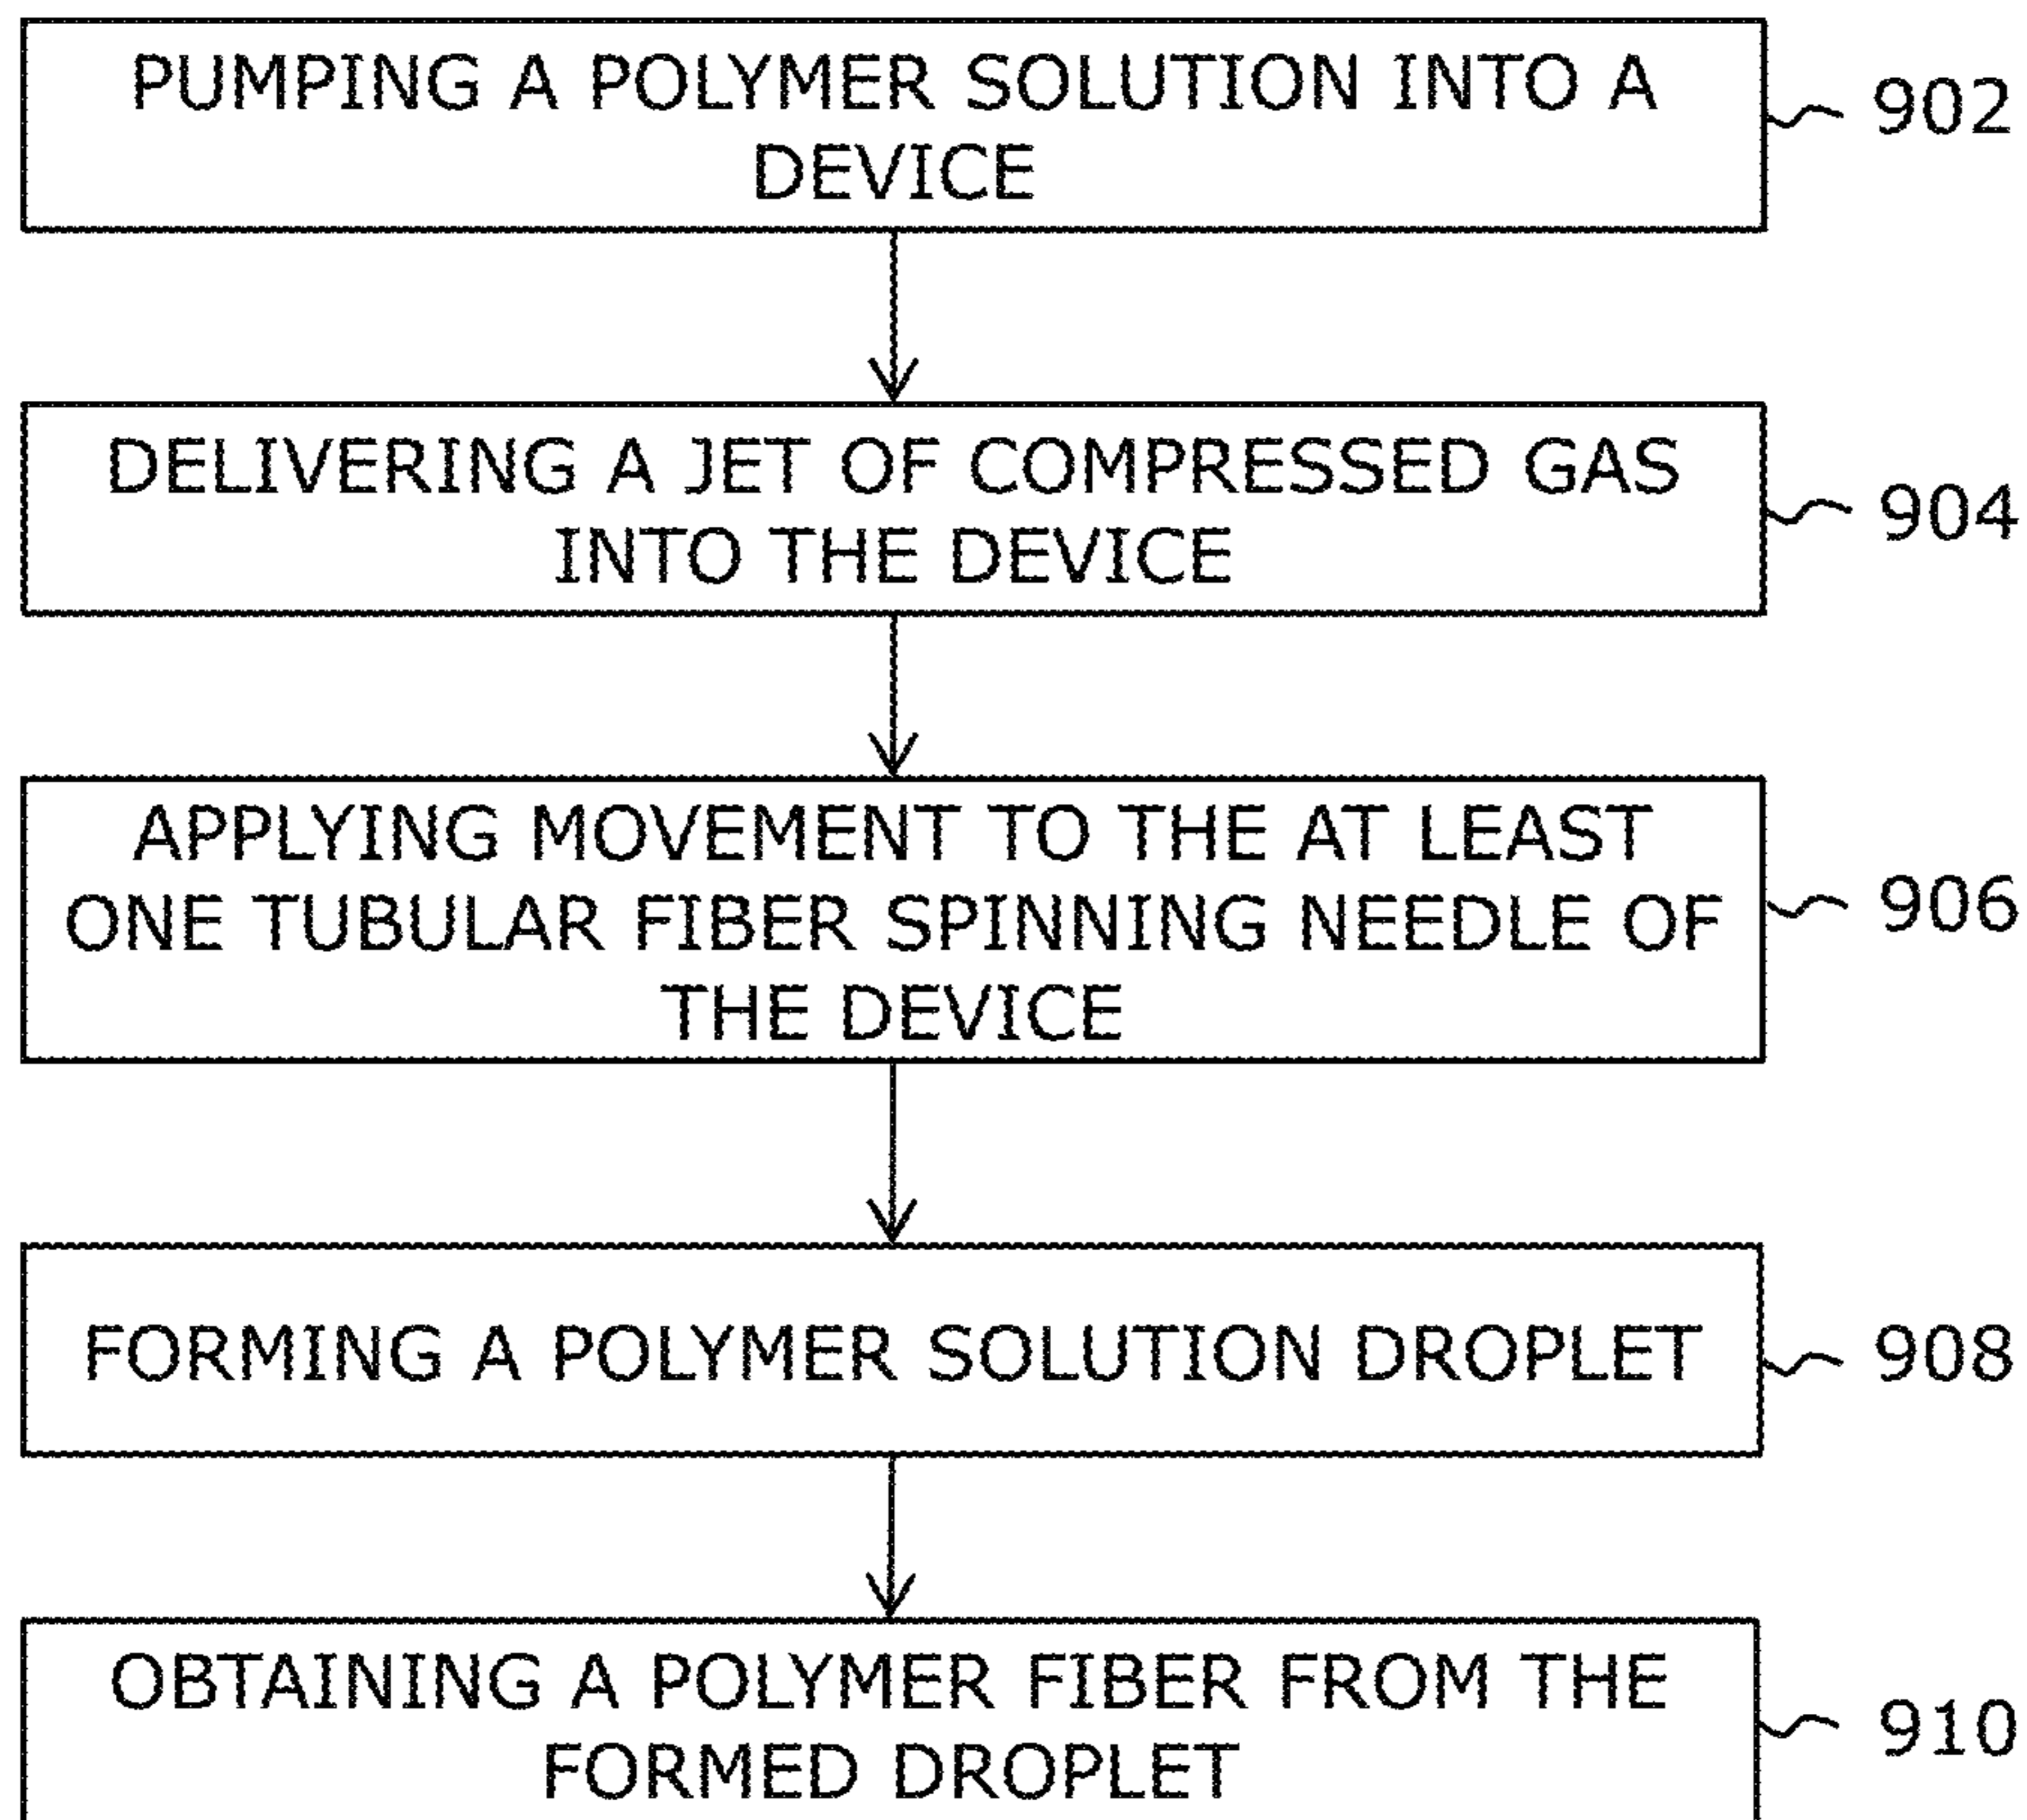 PUMPING A POLYMER SOLUTION INTO A
DEVICE
902
DELIVERING A JET OF COMPRESSED GAS
INTO THE DEVICE
904
APPLYING MOVEMENT TO THE AT LEAST
ONE TUBULAR FIBER SPINNING NEEDLE OF
THE DEVICE
906
FORMING A POLYMER SOLUTION DROPLET
908
OBTAINING A POLYMER FIBER FROM THE
FORMED DROPLET
910